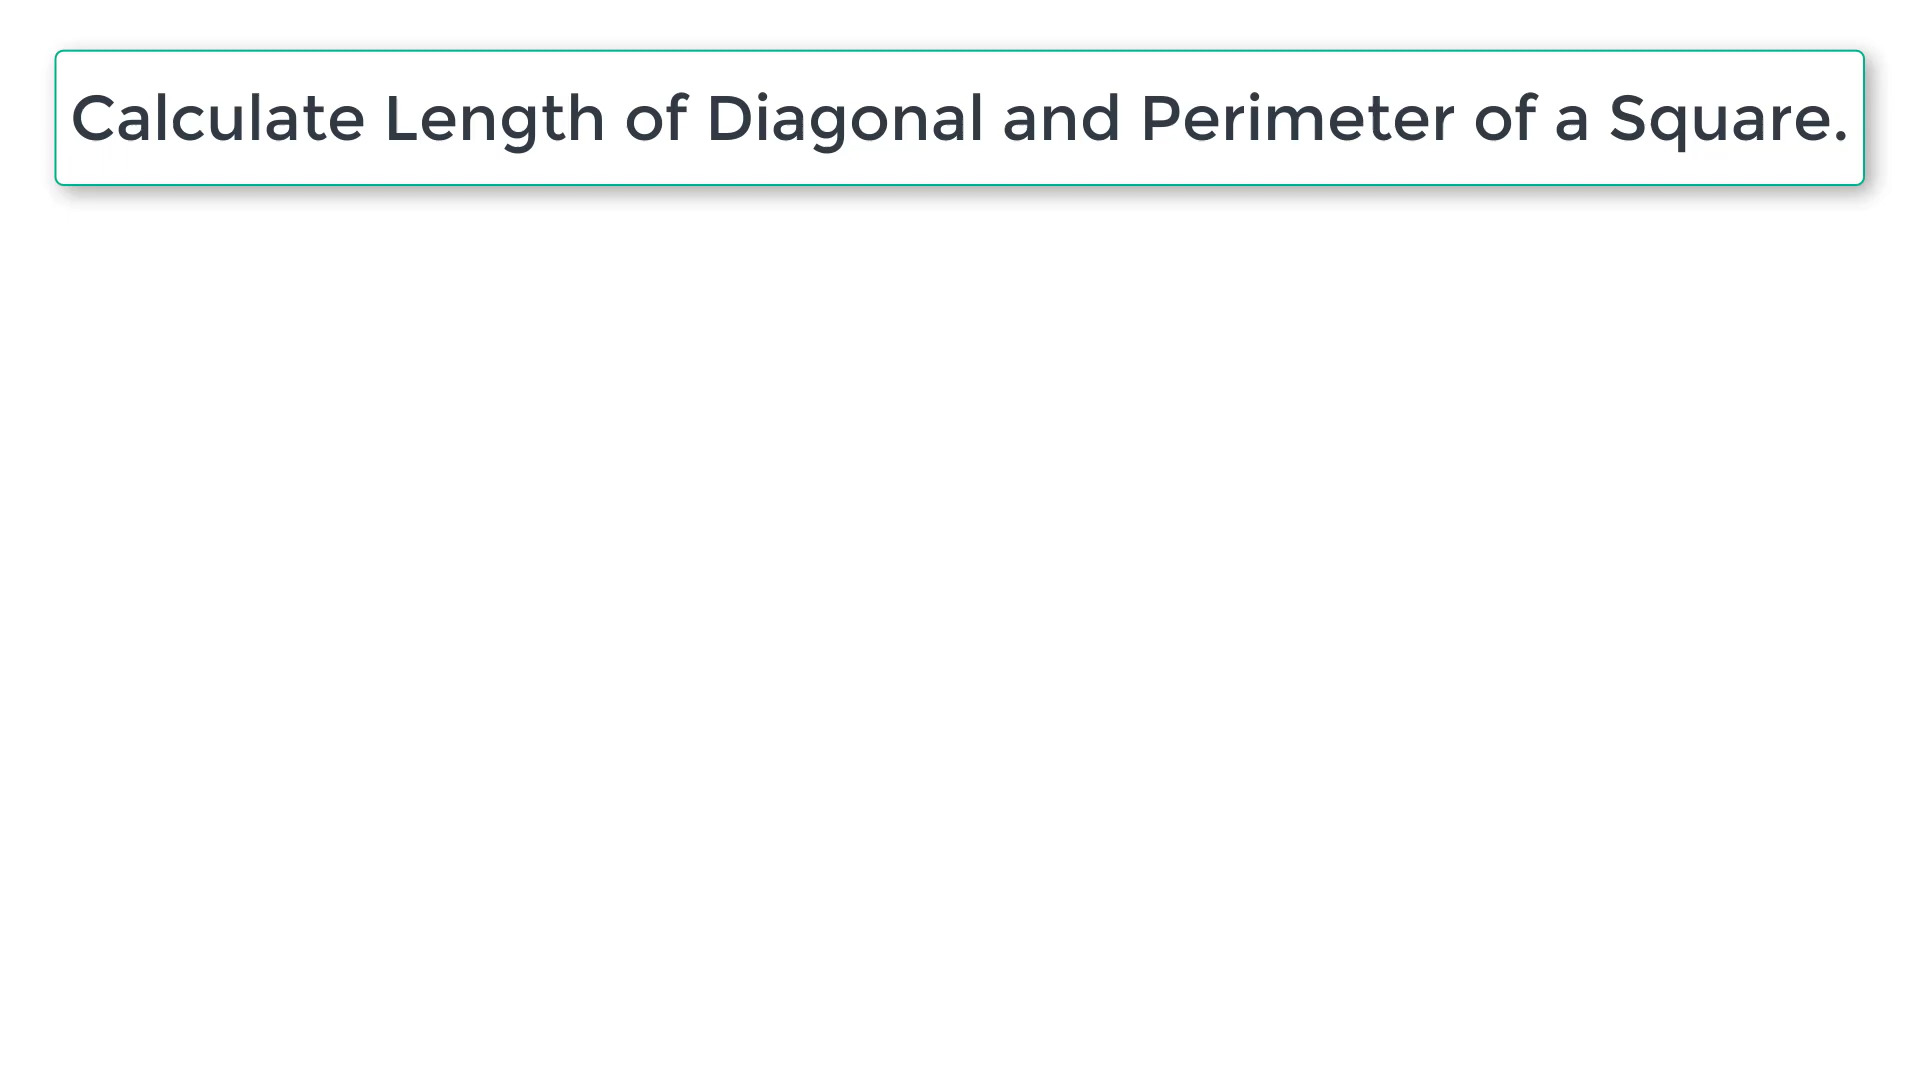 Calculate Length of Diagonal and Perimeter of a Square.